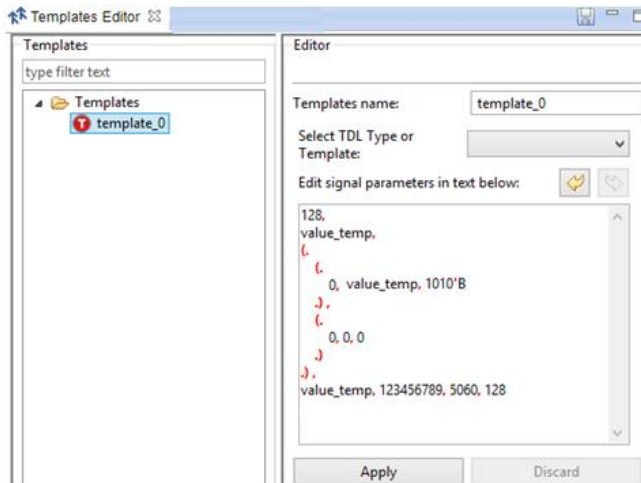 Templates Editor
Templates
type filter text
Templates
template_0
Editor
Templates name:
template_0
Select TDL Type or
Template:
Edit signal parameters in text below:
128,
value_temp,
(.
(.
0, value_temp, 1010'B
.) ,
(.
0, 0, 0
.)
.) ,
value_temp, 123456789, 5060, 128
Apply
Discard